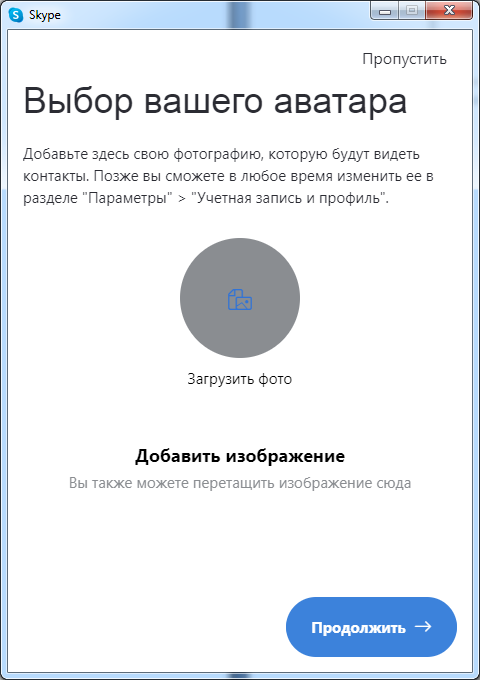 Skype
Пропустить
Выбор вашего аватара
Добавьте здесь свою фотографию, которую будут видеть
контакты. Позже вы сможете в любое время изменить ее в
разделе "Параметры" > "Учетная запись и профиль".
Загрузить фото
Добавить изображение
Вы также можете перетащить изображение сюда
Продолжить →